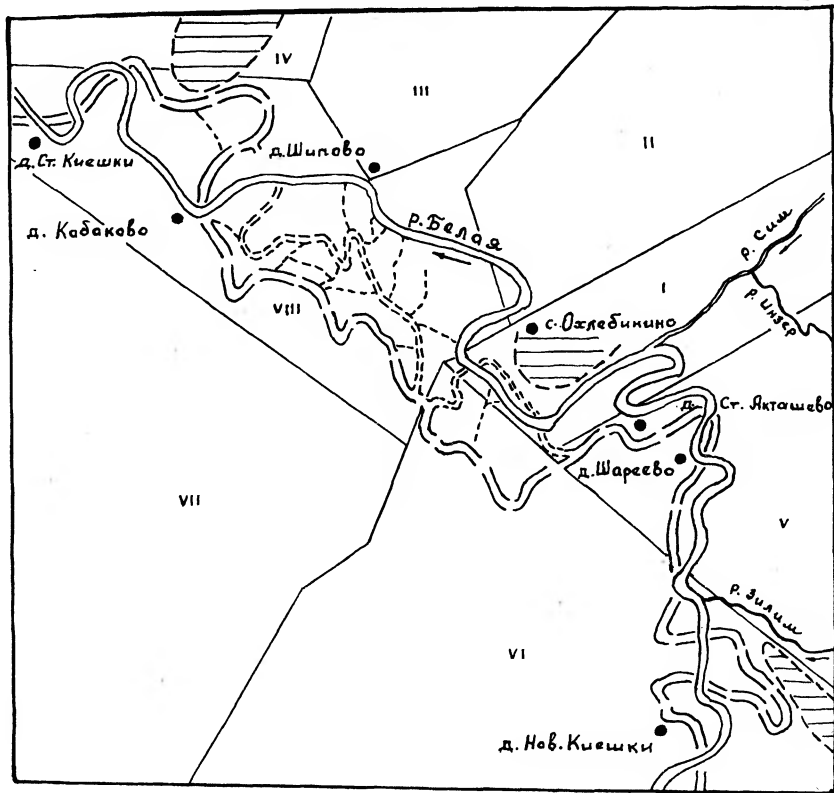 IV
III
II
д. Ст. Киешки
д. Шипово
д. Кабаково
р. Белая
р. Сим
р. Инзер
I
с. Охлебинино
VIII
д. Ст. Якташево
д. Шареево
VII
V
р. Зилим
VI
д. Нов. Киешки